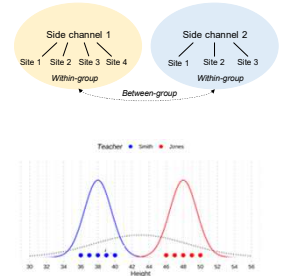 Side channel 1 Side channel 2
Site 1 Site 2 Site 3 Site 4 Site 1 Site 2 Site 3
Within-group Within-group
Between-group
Teacher Smith Jones
30 32 34 36 38 40 42 44 46 48 50 52 54 56
Height